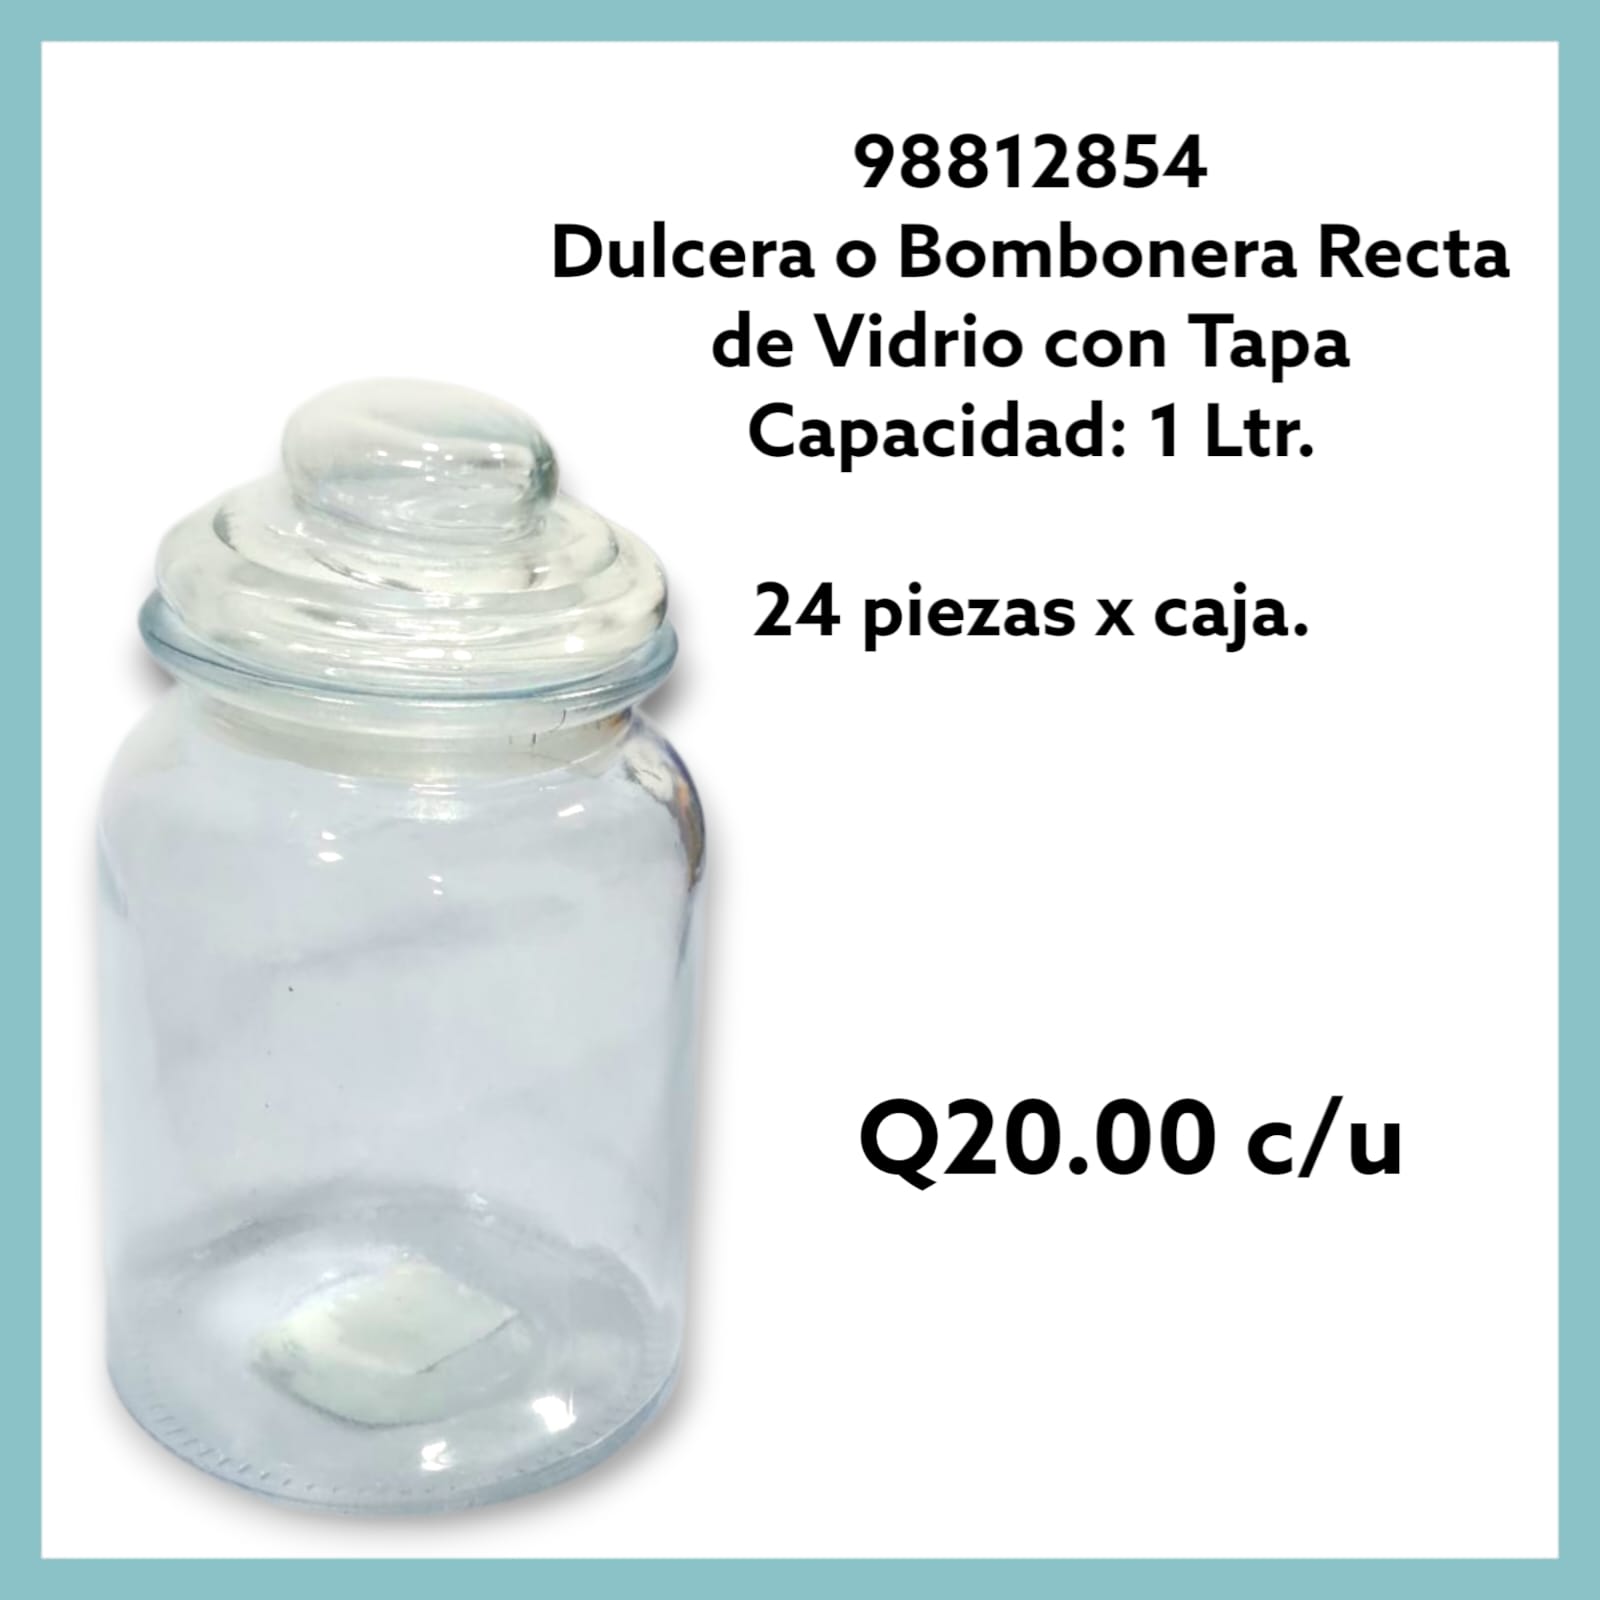 98812854
Dulcera o Bombonera Recta
de Vidrio con Tapa
Capacidad: 1 Ltr.
24 piezas x caja.
Q20.00 c/u